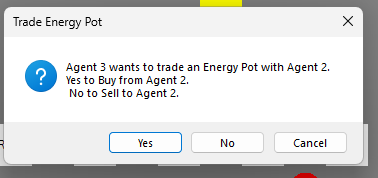 Trade Energy Pot
Agent 3 wants to trade an Energy Pot with Agent 2.
Yes to Buy from Agent 2.
No to Sell to Agent 2.
Yes
No
Cancel